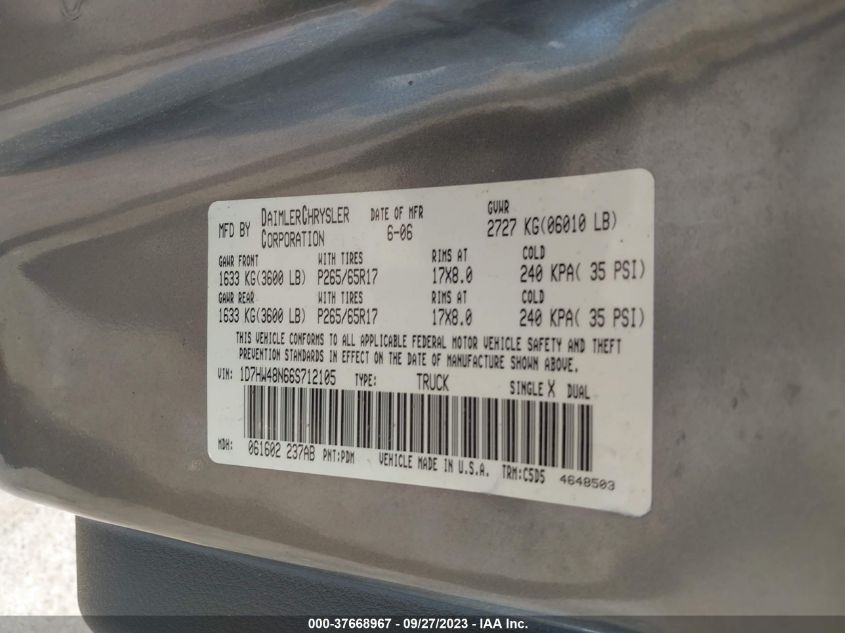 MFD BY DAIMLERCHRYSLER CORPORATION DATE OF MFR 6-06 GVWR 2727 KG(06010 LB)
GAWR FRONT WITH TIRES RIMS AT COLD
1633 KG(3600 LB) P265/65R17 17X8.0 240 KPA( 35 PSI)
GAWR REAR WITH TIRES RIMS AT COLD
1633 KG(3600 LB) P265/65R17 17X8.0 240 KPA( 35 PSI)
THIS VEHICLE CONFORMS TO ALL APPLICABLE FEDERAL MOTOR VEHICLE SAFETY AND THEFT
PREVENTION STANDARDS IN EFFECT ON THE DATE OF MANUFACTURE SHOWN ABOVE.
VIN: 1D7HW48N66S712105 TYPE: TRUCK SINGLE X DUAL
MDH: 061602 237AB PNT:PDM VEHICLE MADE IN U.S.A. TRM:C5D5 4648503
000-37668967 - 09/27/2023 - IAA Inc.